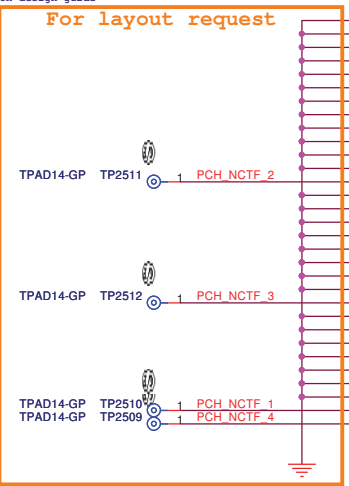 For layout request
TPAD14-GP TP2511 1 PCH_NCTF_2
TPAD14-GP TP2512 1 PCH_NCTF_3
TPAD14-GP TP2510 1 PCH_NCTF_1
TPAD14-GP TP2509 1 PCH_NCTF_4